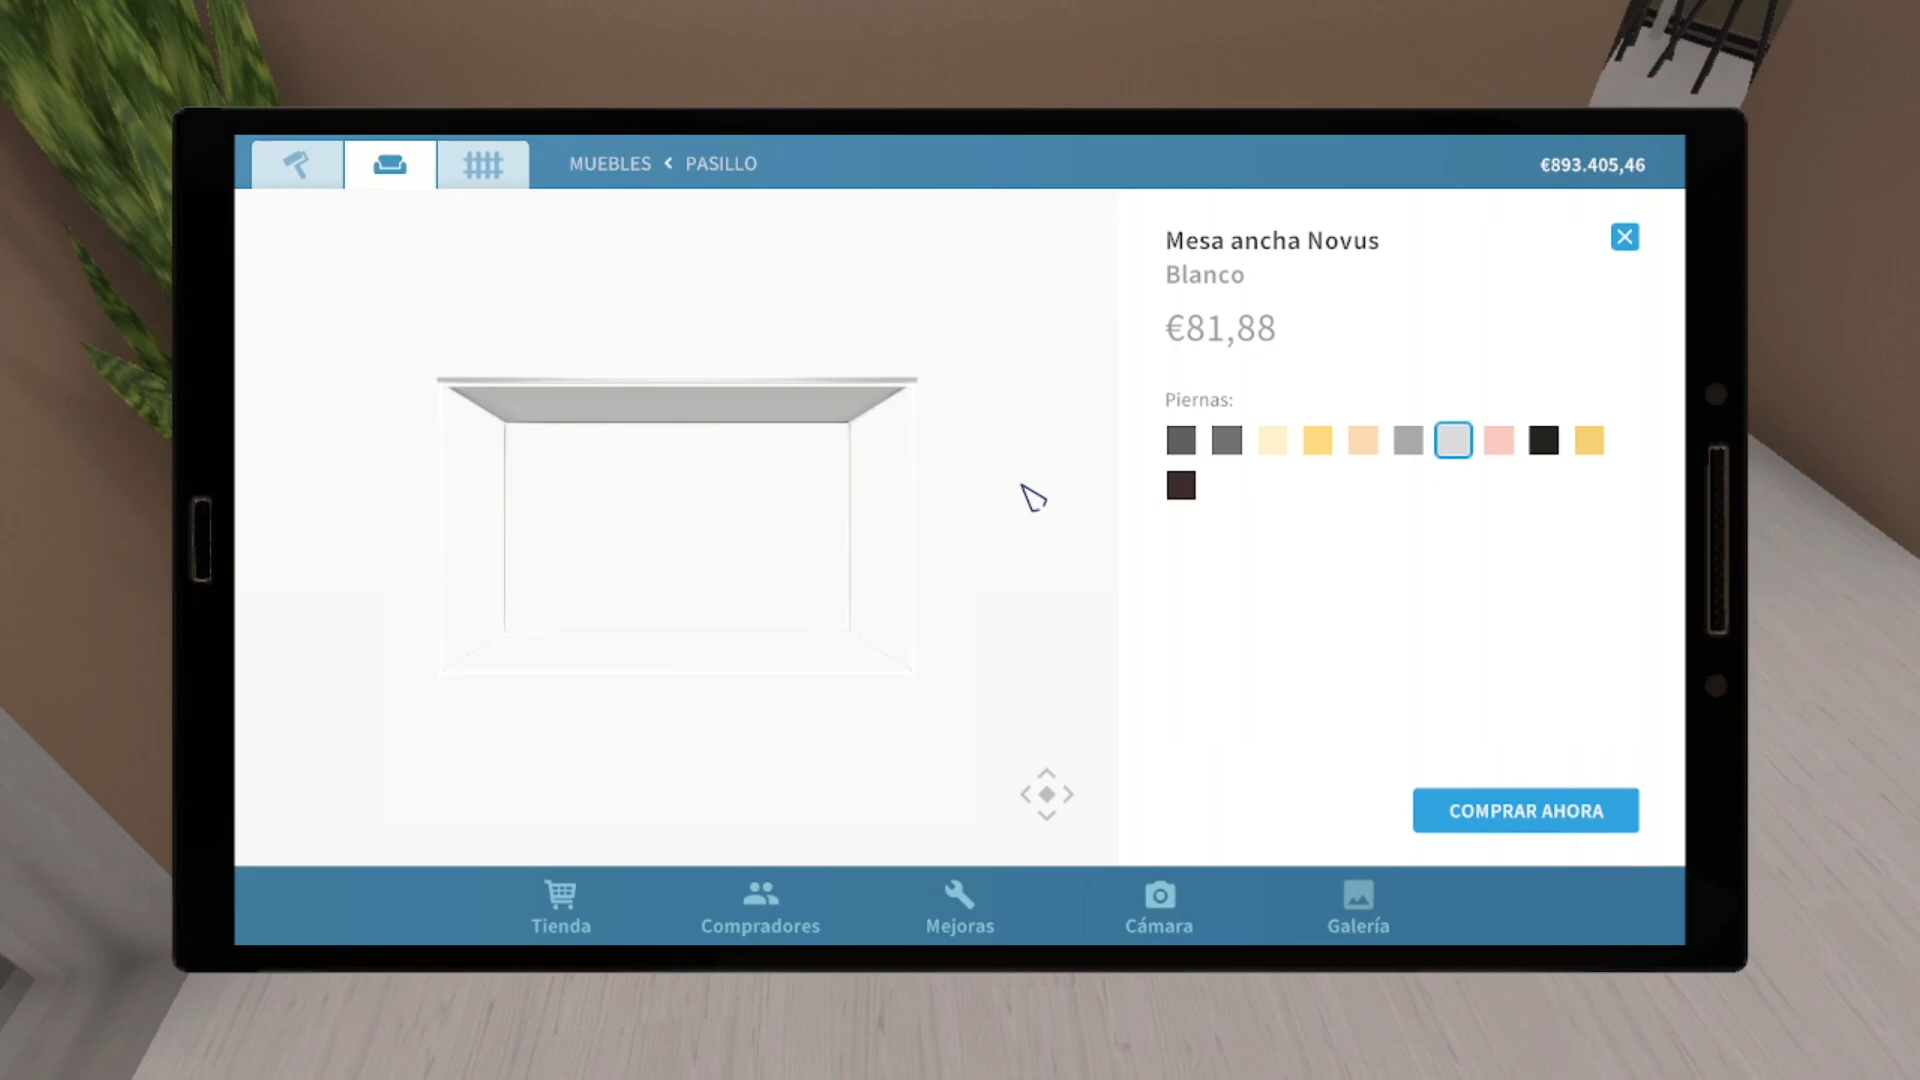 MUEBLES < PASILLO
€893.405,46
Mesa ancha Novus
Blanco
€81,88
Piernas:
COMPRAR AHORA
Tienda
Compradores
Mejoras
Cámara
Galería